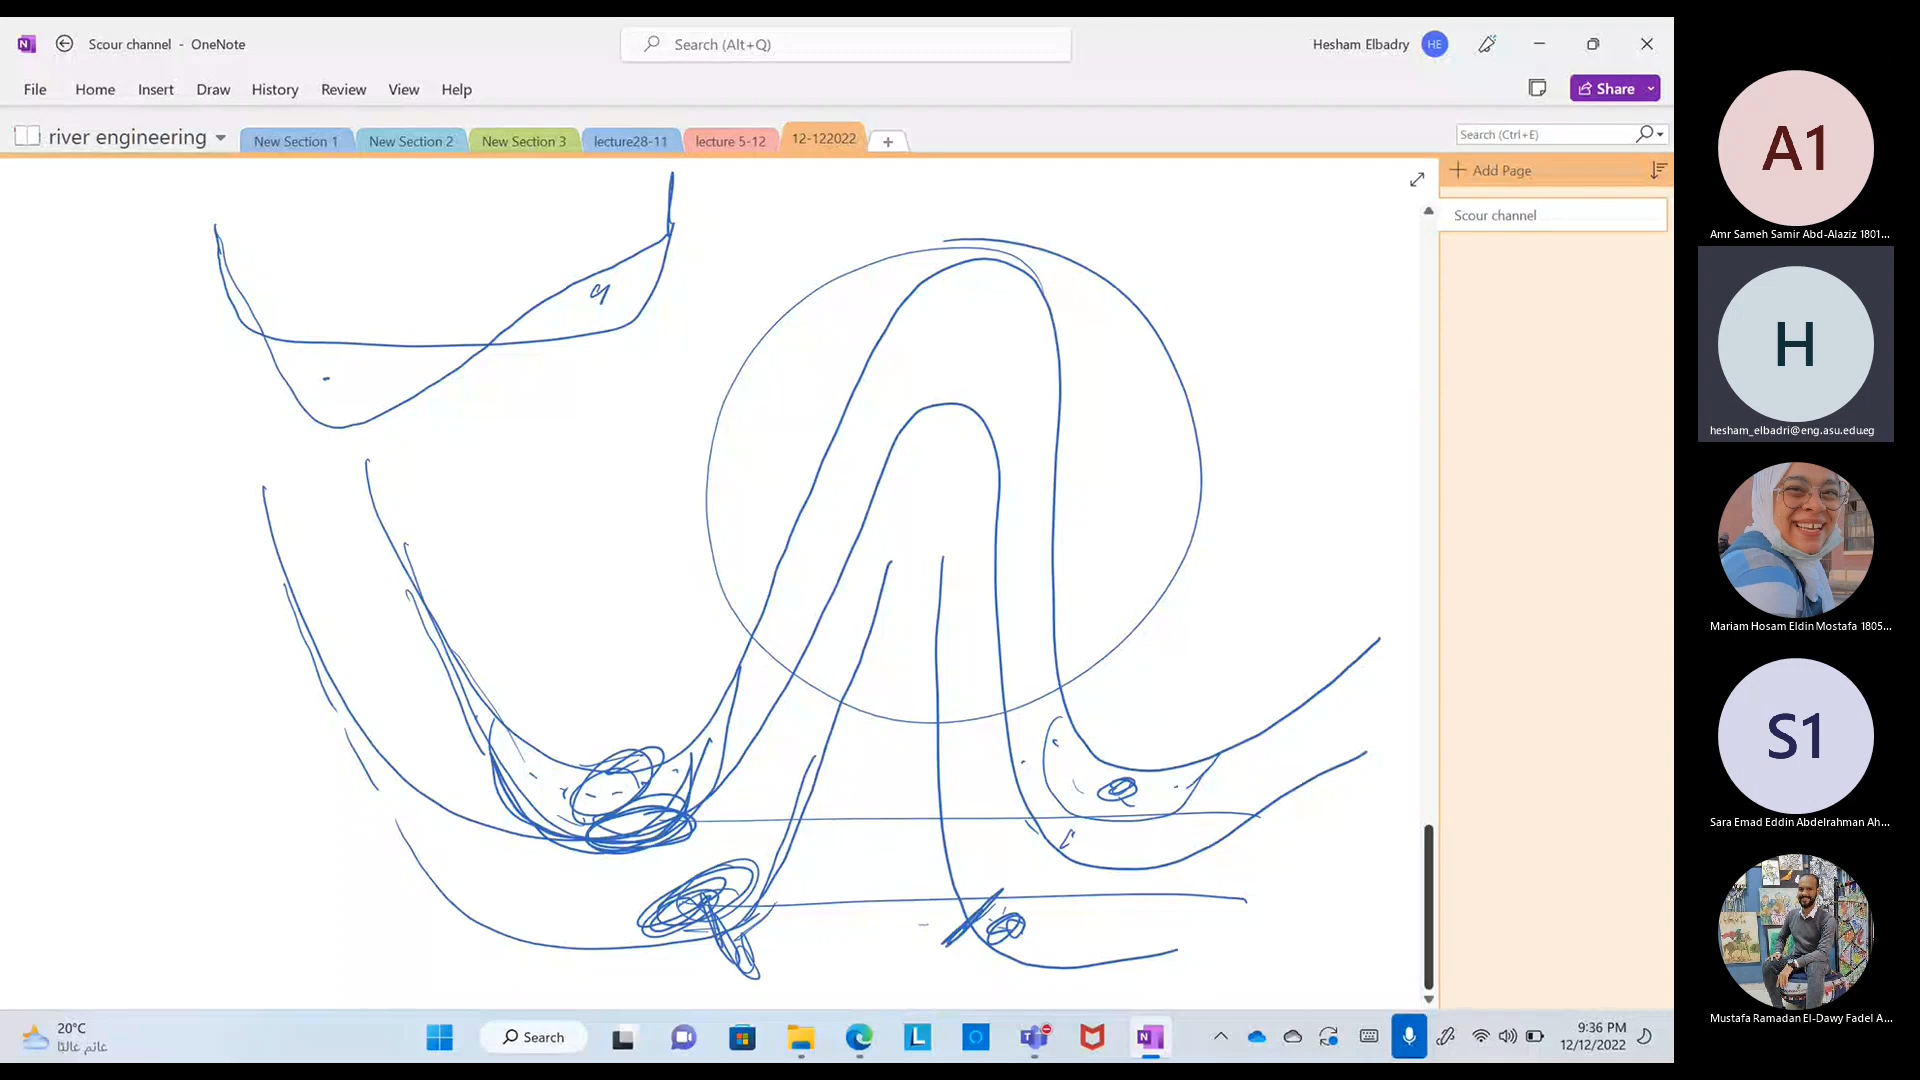 Scour channel - OneNote
Search (Alt+Q)
Hesham Elbadry
HE
File
Home
Insert
Draw
History
Review
View
Help
Share
river engineering
New Section 1
New Section 2
New Section 3
lecture28-11
lecture 5-12
12-122022
Search (Ctrl+E)
Add Page
Scour channel
A1
Amr Sameh Samir Abd-Alaziz 1801...
H
hesham_elbadri@eng.asu.edu.eg
Mariam Hosam Eldin Mostafa 1805...
S1
Sara Emad Eddin Abdelrahman Ah...
Mustafa Ramadan El-Dawy Fadel A...
20°C
غائم غالبًا
Search
9:36 PM
12/12/2022